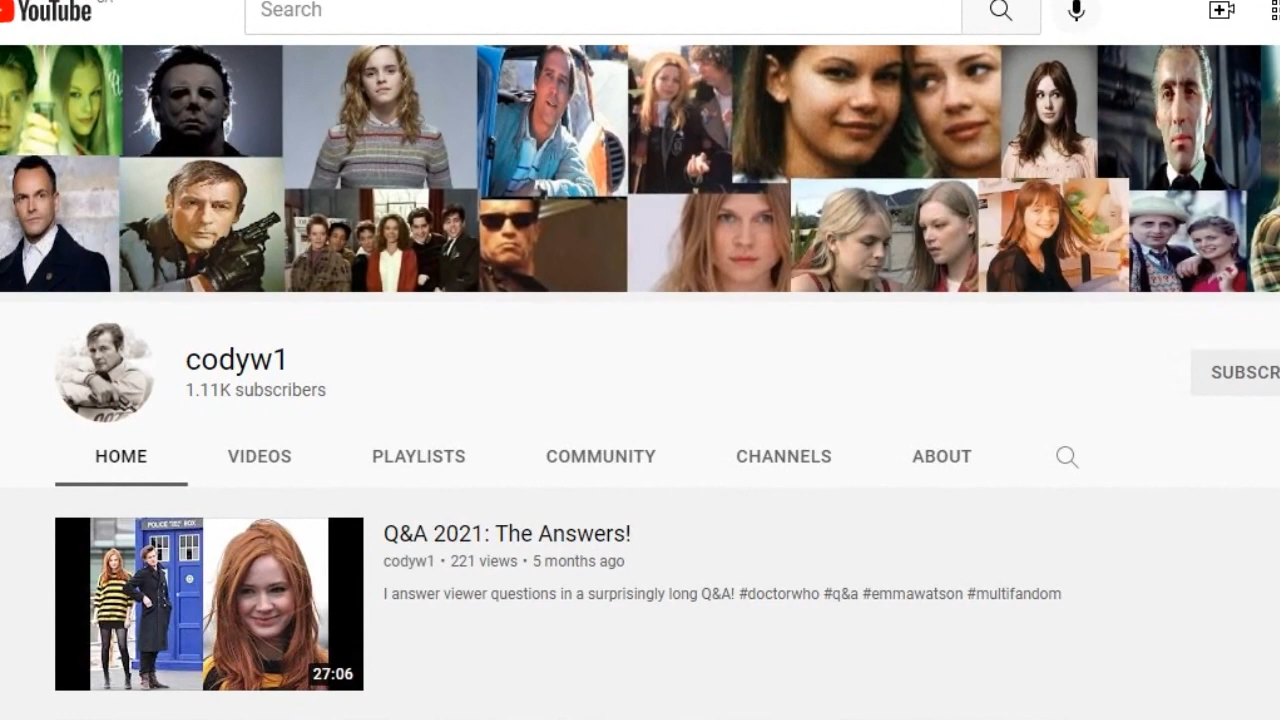 YouTube
Search
codyw1
1.11K subscribers
SUBSCR
HOME VIDEOS PLAYLISTS COMMUNITY CHANNELS ABOUT
POLICE BOX
Q&A 2021: The Answers!
codyw1 • 221 views • 5 months ago
I answer viewer questions in a surprisingly long Q&A! #doctorwho #q&a #emmawatson #multifandom
27:06